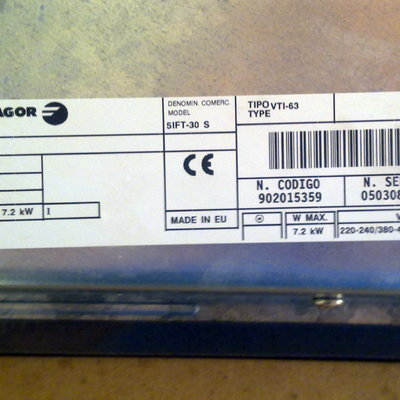 AGOR
DENOMIN COMERC.
MODEL
5IFT-30 S
TIPO VTI-63
TYPE
CE
N. CODIGO
902015359
N. SE
050308
7.2 kW I
MADE IN EU
W MAX.
7.2 kW
V
220-240/380-4